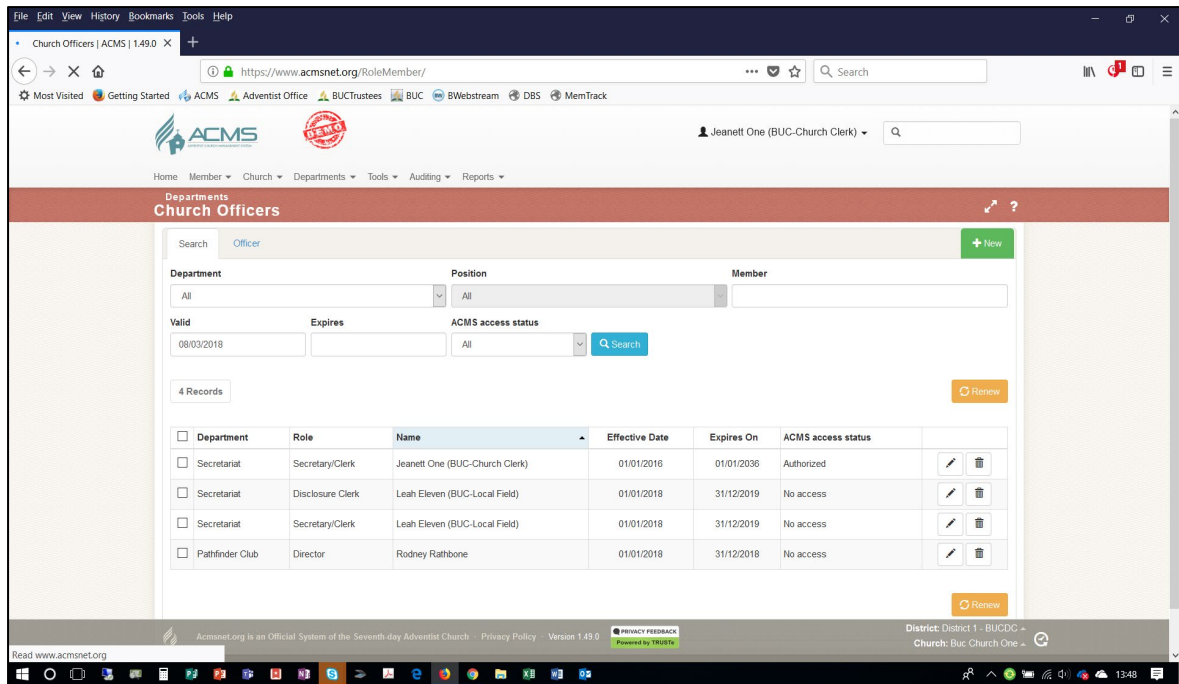 File Edit View History Bookmarks Tools Help
Church Officers | ACMS | 1.49.0
https://www.acmsnet.org/RoleMember/
Search
Most Visited Getting Started ACMS Adventist Office BUCTrustees BUC BWebstream DBS MemTrack
ACMS DEMO Jeanett One (BUC-Church Clerk)
Home Member Church Departments Tools Auditing Reports
Departments
Church Officers ?
Search Officer + New
Department Position Member
All All
Valid Expires ACMS access status
08/03/2018 All Search
4 Records Renew
Department Role Name Effective Date Expires On ACMS access status
Secretariat Secretary/Clerk Jeanett One (BUC-Church Clerk) 01/01/2016 01/01/2036 Authorized
Secretariat Disclosure Clerk Leah Eleven (BUC-Local Field) 01/01/2018 31/12/2019 No access
Secretariat Secretary/Clerk Leah Eleven (BUC-Local Field) 01/01/2018 31/12/2019 No access
Pathfinder Club Director Rodney Rathbone 01/01/2018 31/12/2018 No access
Renew
Acmsnet.org is an Official System of the Seventh-day Adventist Church - Privacy Policy - Version 1.49.0
PRIVACY FEEDBACK
Powered by TRUSTe
District: District 1 - BUCDC
Church: Buc Church One
Read www.acmsnet.org
13:48